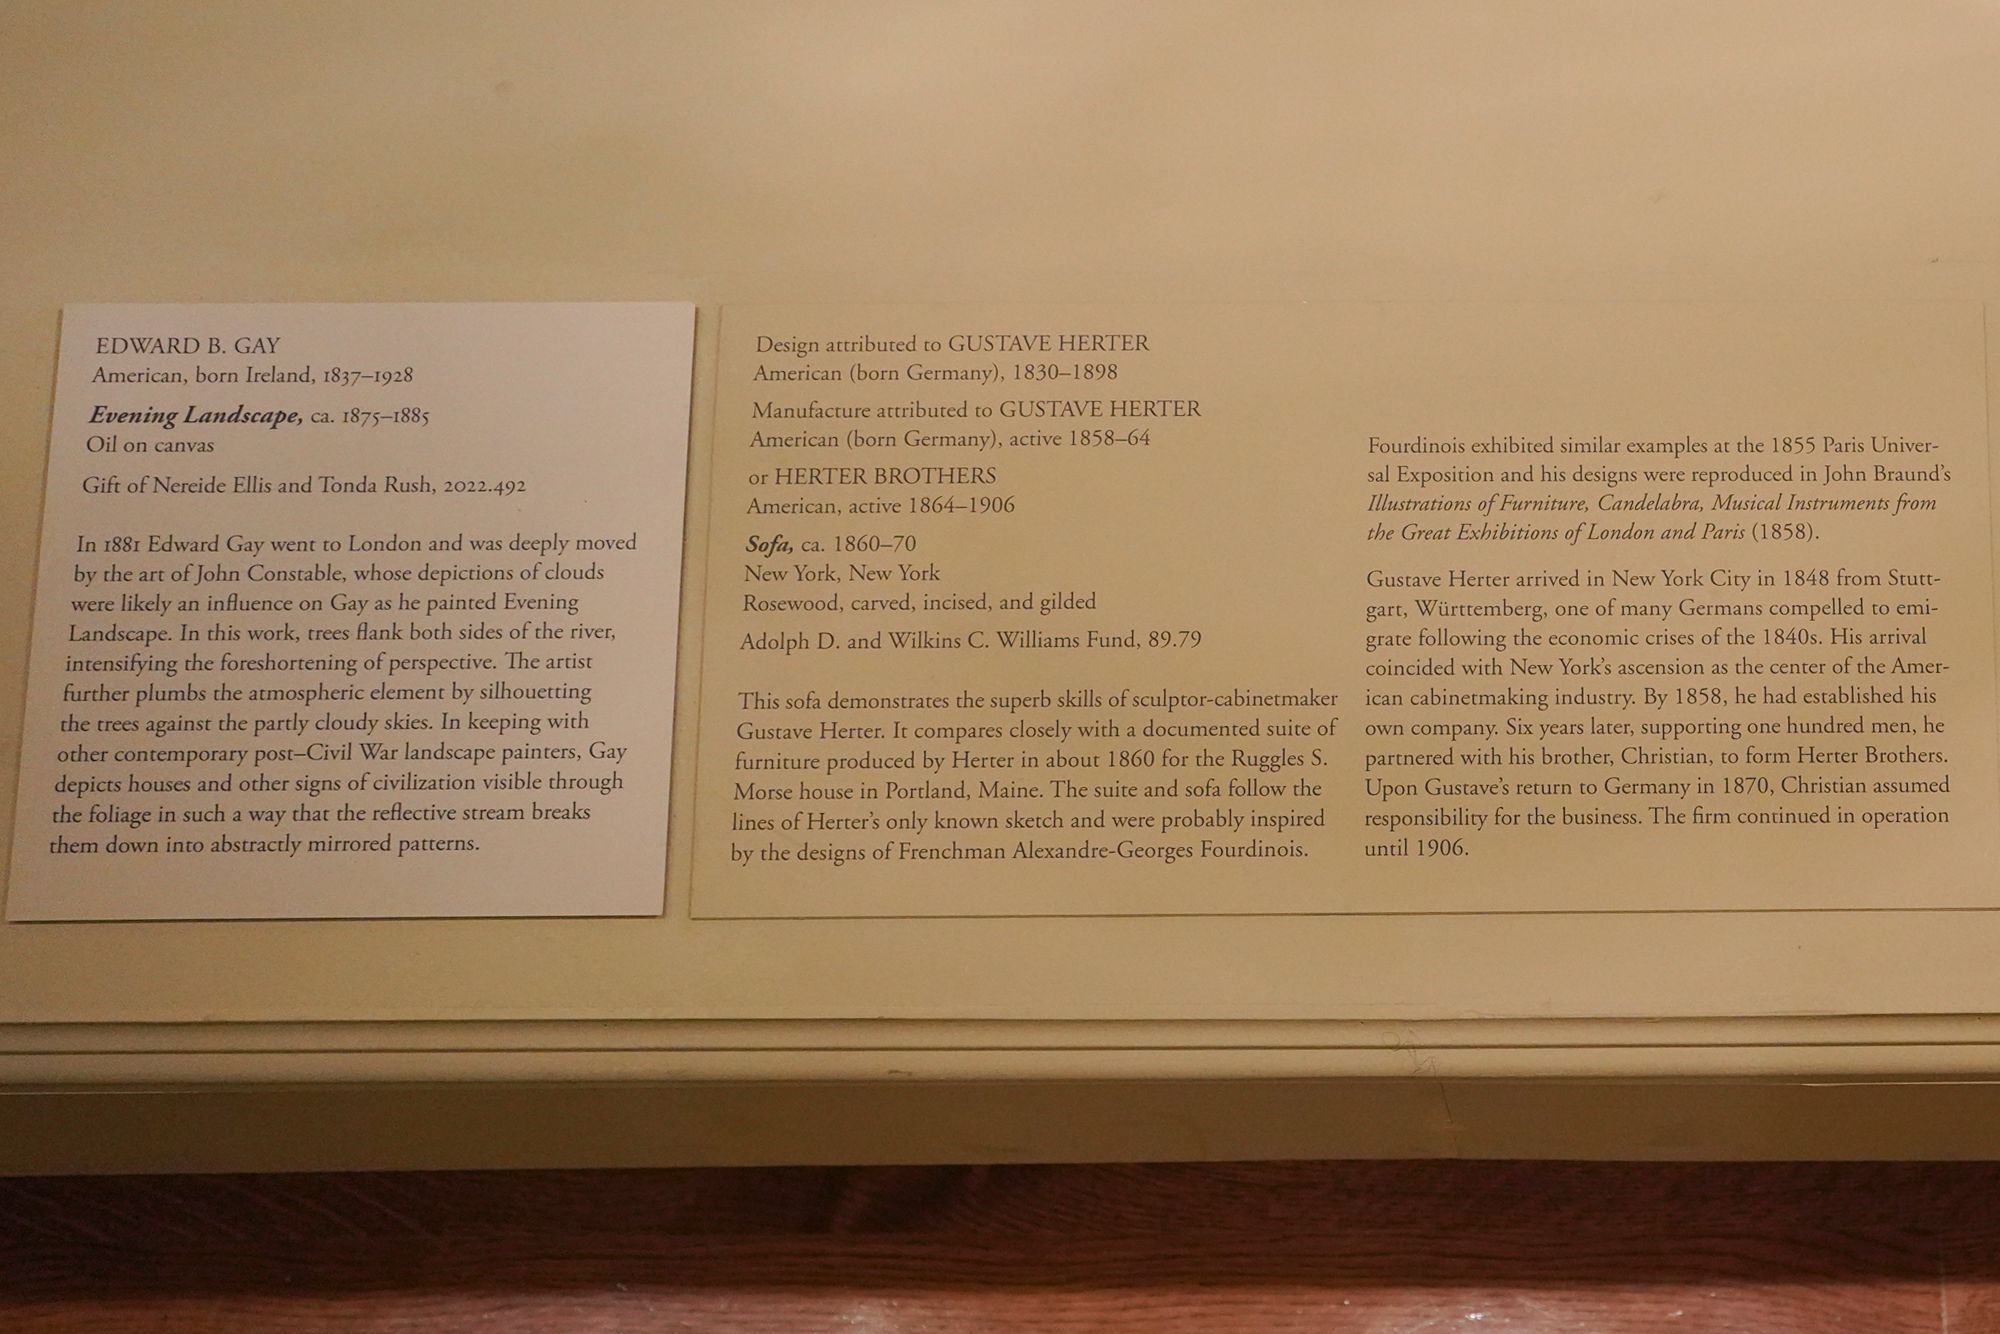 EDWARD B. GAY
American, born Ireland, 1837–1928
Evening Landscape, ca. 1875–1885
Oil on canvas
Gift of Nereide Ellis and Tonda Rush, 2022.492
In 1881 Edward Gay went to London and was deeply moved
by the art of John Constable, whose depictions of clouds
were likely an influence on Gay as he painted Evening
Landscape. In this work, trees flank both sides of the river,
intensifying the foreshortening of perspective. The artist
further plumbs the atmospheric element by silhouetting
the trees against the partly cloudy skies. In keeping with
other contemporary post–Civil War landscape painters, Gay
depicts houses and other signs of civilization visible through
the foliage in such a way that the reflective stream breaks
them down into abstractly mirrored patterns.
Design attributed to GUSTAVE HERTER
American (born Germany), 1830–1898
Manufacture attributed to GUSTAVE HERTER
American (born Germany), active 1858–64
or HERTER BROTHERS
American, active 1864–1906
Sofa, ca. 1860–70
New York, New York
Rosewood, carved, incised, and gilded
Adolph D. and Wilkins C. Williams Fund, 89.79
This sofa demonstrates the superb skills of sculptor-cabinetmaker
Gustave Herter. It compares closely with a documented suite of
furniture produced by Herter in about 1860 for the Ruggles S.
Morse house in Portland, Maine. The suite and sofa follow the
lines of Herter's only known sketch and were probably inspired
by the designs of Frenchman Alexandre-Georges Fourdinois.
Fourdinois exhibited similar examples at the 1855 Paris Univer-
sal Exposition and his designs were reproduced in John Braund's
Illustrations of Furniture, Candelabra, Musical Instruments from
the Great Exhibitions of London and Paris (1858).
Gustave Herter arrived in New York City in 1848 from Stutt-
gart, Württemberg, one of many Germans compelled to emi-
grate following the economic crises of the 1840s. His arrival
coincided with New York's ascension as the center of the Amer-
ican cabinetmaking industry. By 1858, he had established his
own company. Six years later, supporting one hundred men, he
partnered with his brother, Christian, to form Herter Brothers.
Upon Gustave's return to Germany in 1870, Christian assumed
responsibility for the business. The firm continued in operation
until 1906.